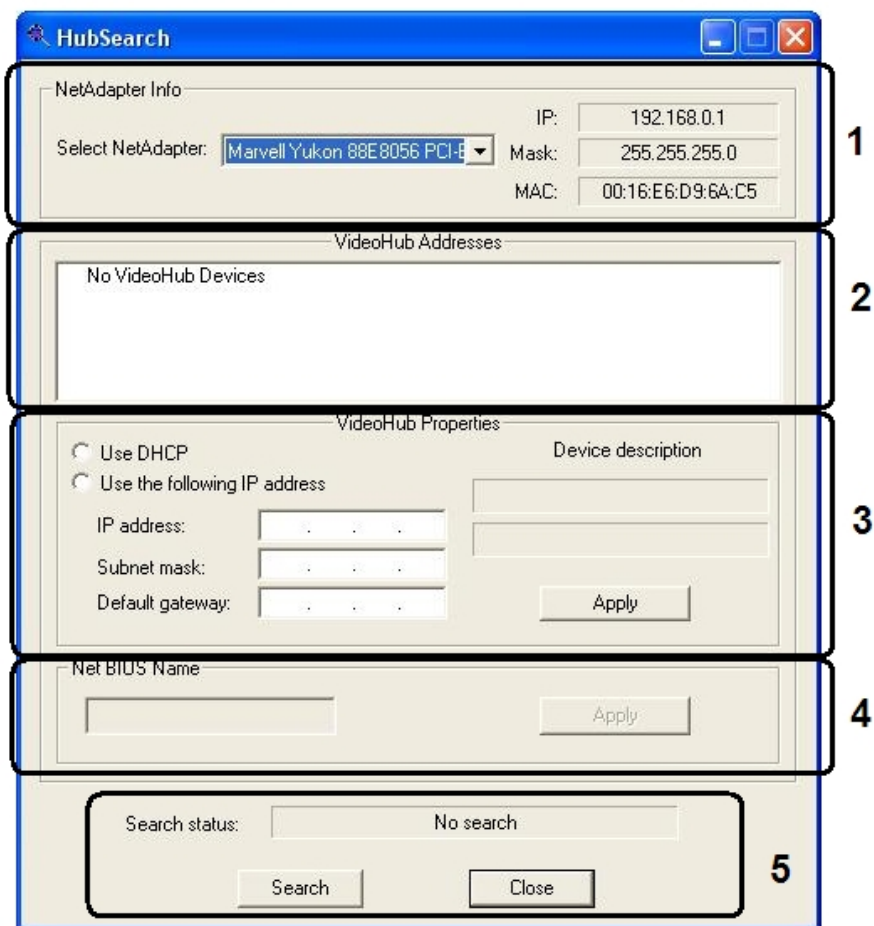 HubSearch
NetAdapter Info
IP: 192.168.0.1
Select NetAdapter: Marvell Yukon 88E8056 PCI-E Mask: 255.255.255.0
MAC: 00:16:E6:D9:6A:C5
1
VideoHub Addresses
No VideoHub Devices
2
VideoHub Properties
Use DHCP Device description
Use the following IP address
IP address: . . .
3
Subnet mask: . . .
Default gateway: . . . Apply
Net BIOS Name
Apply
4
Search status: No search
5
Search Close